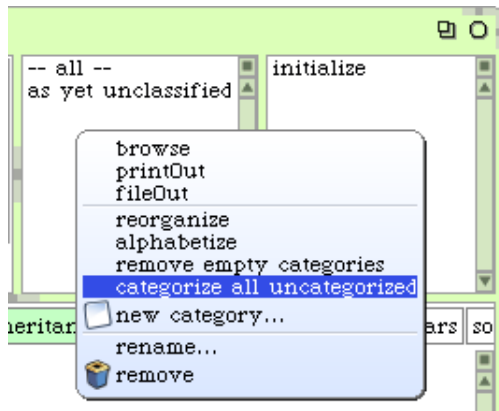 -- all --
as yet unclassified
initialize
browse
printOut
fileOut
reorganize
alphabetize
remove empty categories
categorize all uncategorized
new category...
rename...
remove